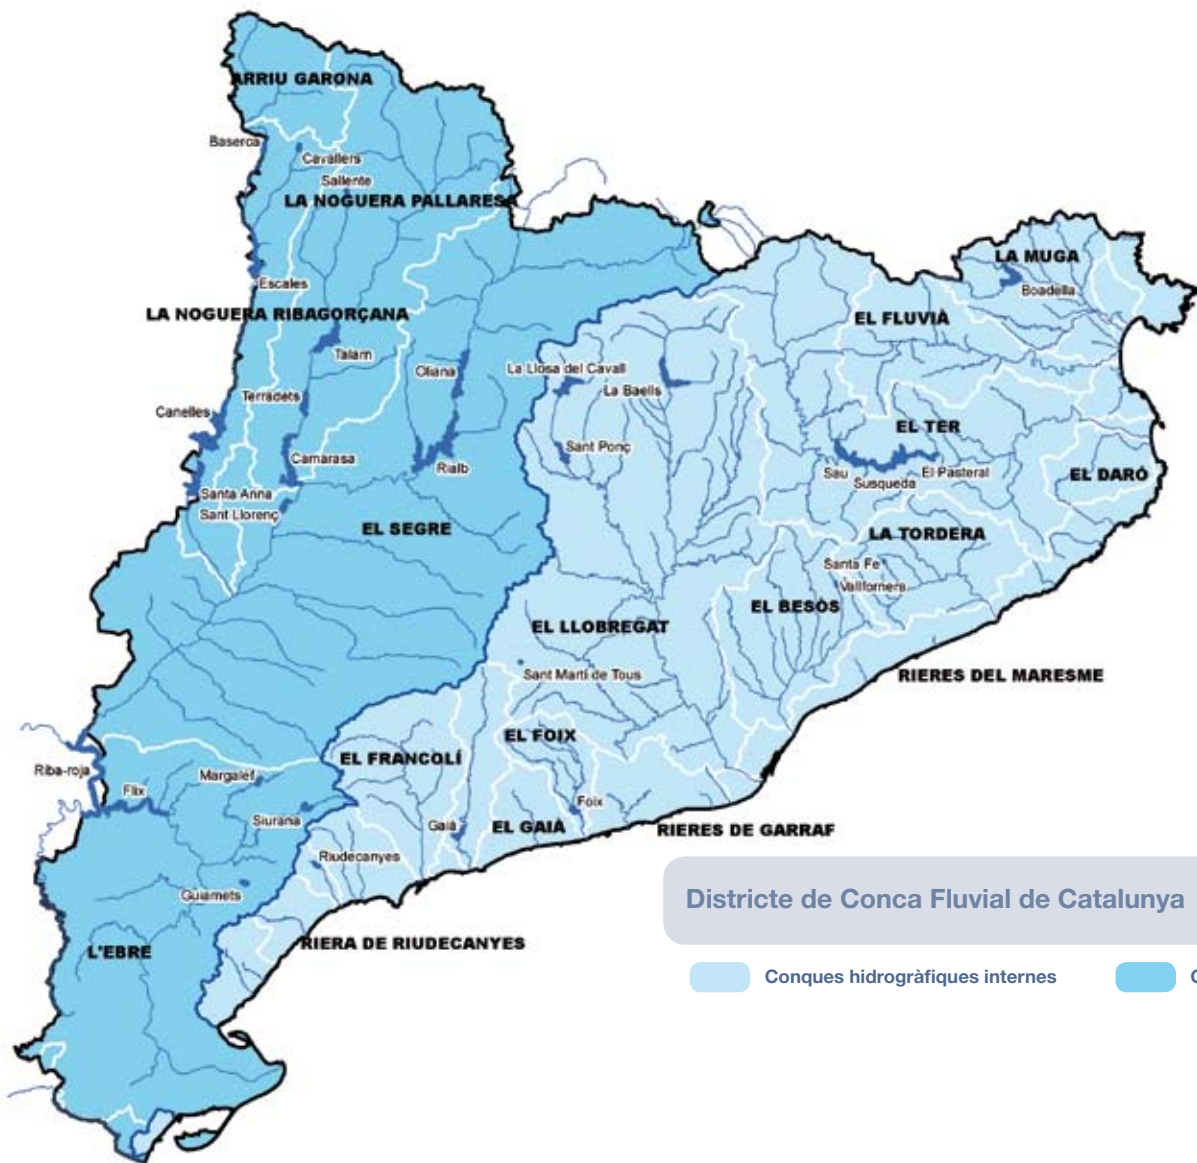 ARRIU GARONA
Baserca
Cavallers
Sallente
LA NOGUERA PALLARESA
LA MUGA
Boadella
Escales
LA NOGUERA RIBAGORÇANA
EL FLUVIÀ
Talarn
Oliana
La Llosa del Cavall
La Baells
Terradets
Canelles
EL TER
Sant Ponç
Camarasa
Rialb
Sau
Susqueda
El Pasteral
EL DARÓ
Santa Anna
Sant Llorenç
EL SEGRE
LA TORDERA
Santa Fe
Vallforners
EL BESÒS
EL LLOBREGAT
Sant Martí de Tous
RIERES DEL MARESME
EL FOIX
EL FRANCOLÍ
Riba-roja
Flix
Margalef
Siurana
Foix
Gaià
EL GAIÀ
RIERES DE GARRAF
Riudecanyes
Guiamets
L'EBRE
RIERA DE RIUDECANYES
Districte de Conca Fluvial de Catalunya
Conques hidrogràfiques internes